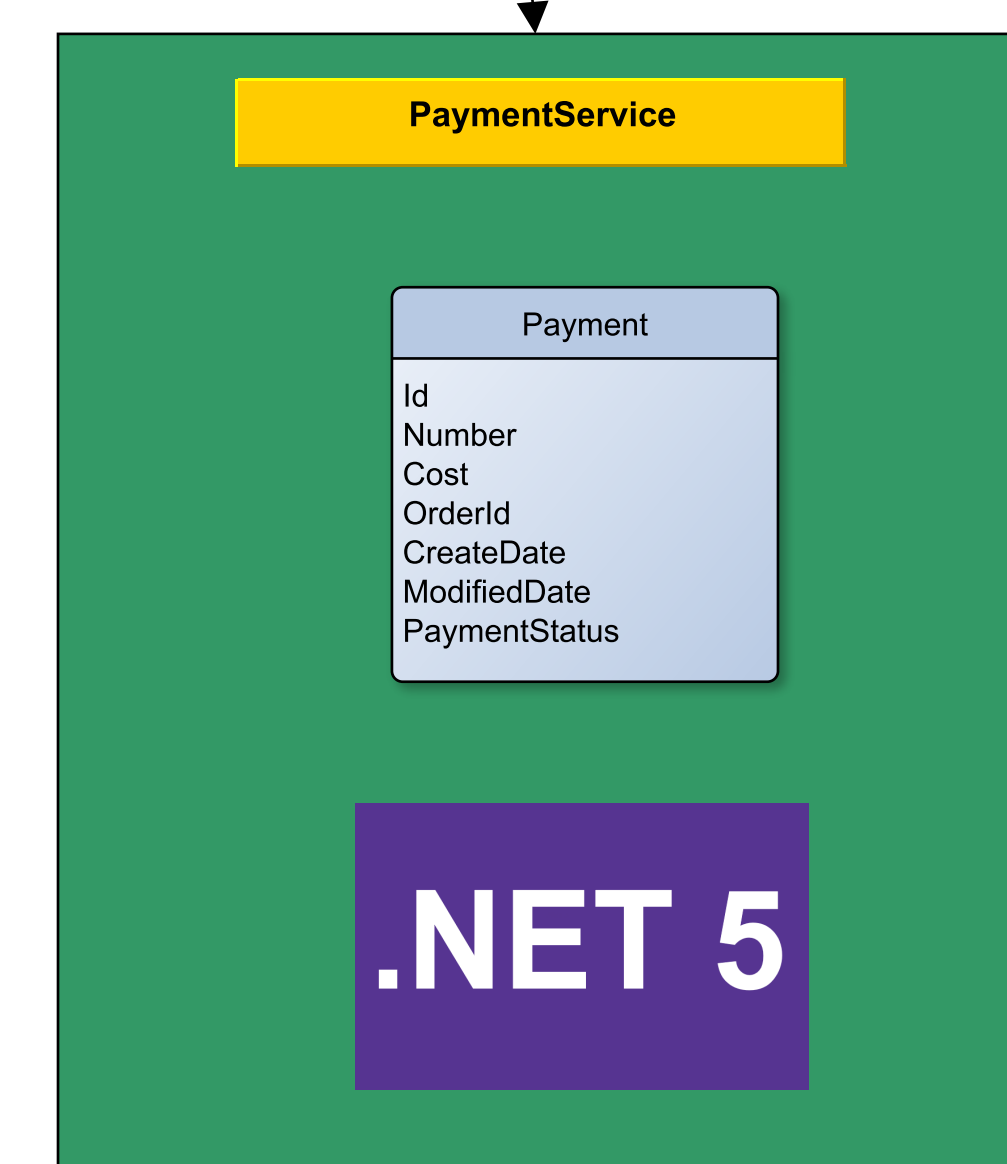 PaymentService
Payment
Id
Number
Cost
OrderId
CreateDate
ModifiedDate
PaymentStatus
.NET 5